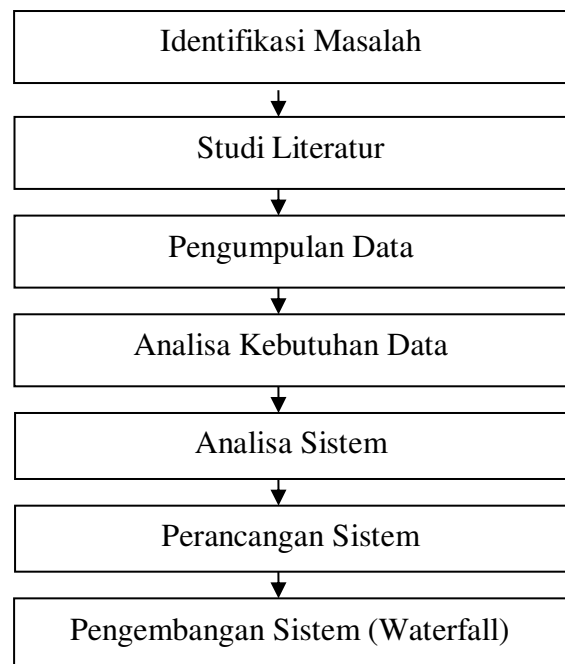 Identifikasi Masalah
Studi Literatur
Pengumpulan Data
Analisa Kebutuhan Data
Analisa Sistem
Perancangan Sistem
Pengembangan Sistem (Waterfall)